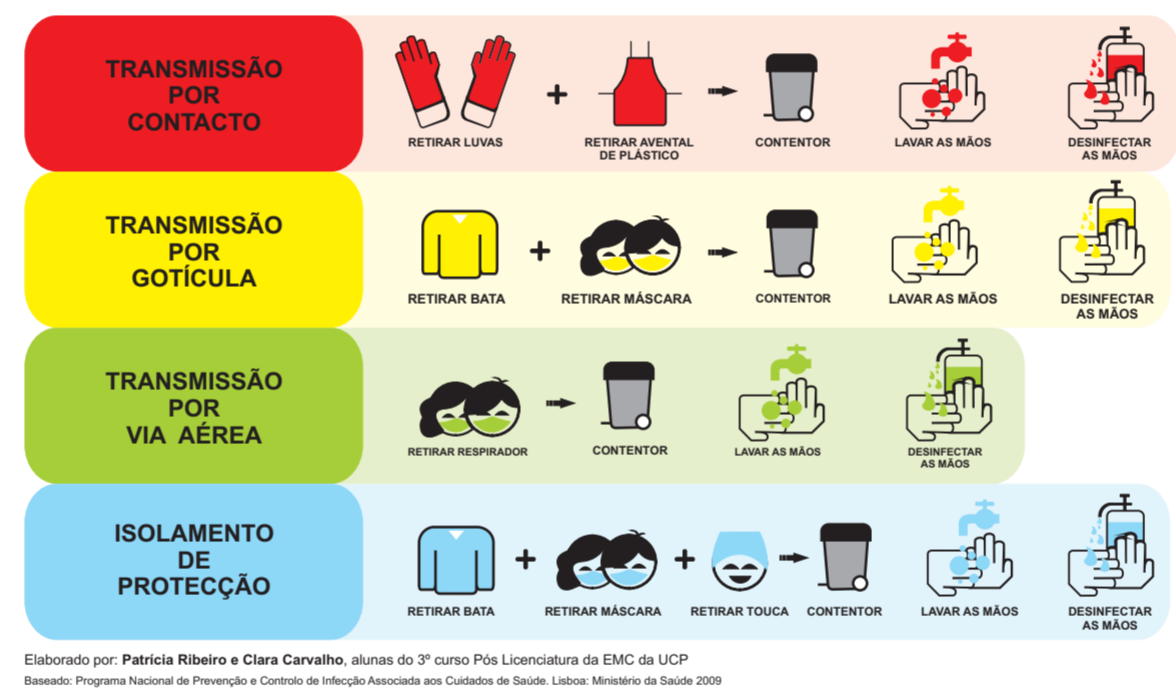 TRANSMISSÃO
POR
CONTACTO
RETIRAR LUVAS
RETIRAR AVENTAL
DE PLÁSTICO
CONTENTOR
LAVAR AS MÃOS
DESINFECTAR
AS MÃOS
TRANSMISSÃO
POR
GOTÍCULA
RETIRAR BATA
RETIRAR MÁSCARA
CONTENTOR
LAVAR AS MÃOS
DESINFECTAR
AS MÃOS
TRANSMISSÃO
POR
VIA AÉREA
RETIRAR RESPIRADOR
CONTENTOR
LAVAR AS MÃOS
DESINFECTAR
AS MÃOS
ISOLAMENTO
DE
PROTECÇÃO
RETIRAR BATA
RETIRAR MÁSCARA
RETIRAR TOUCA
CONTENTOR
LAVAR AS MÃOS
DESINFECTAR
AS MÃOS
Elaborado por: Patrícia Ribeiro e Clara Carvalho, alunas do 3º curso Pós Licenciatura da EMC da UCP
Baseado: Programa Nacional de Prevenção e Controlo de Infecção Associada aos Cuidados de Saúde. Lisboa: Ministério da Saúde 2009